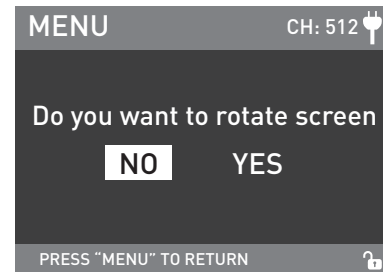 MENU CH: 512
Do you want to rotate screen
NO YES
PRESS “MENU” TO RETURN